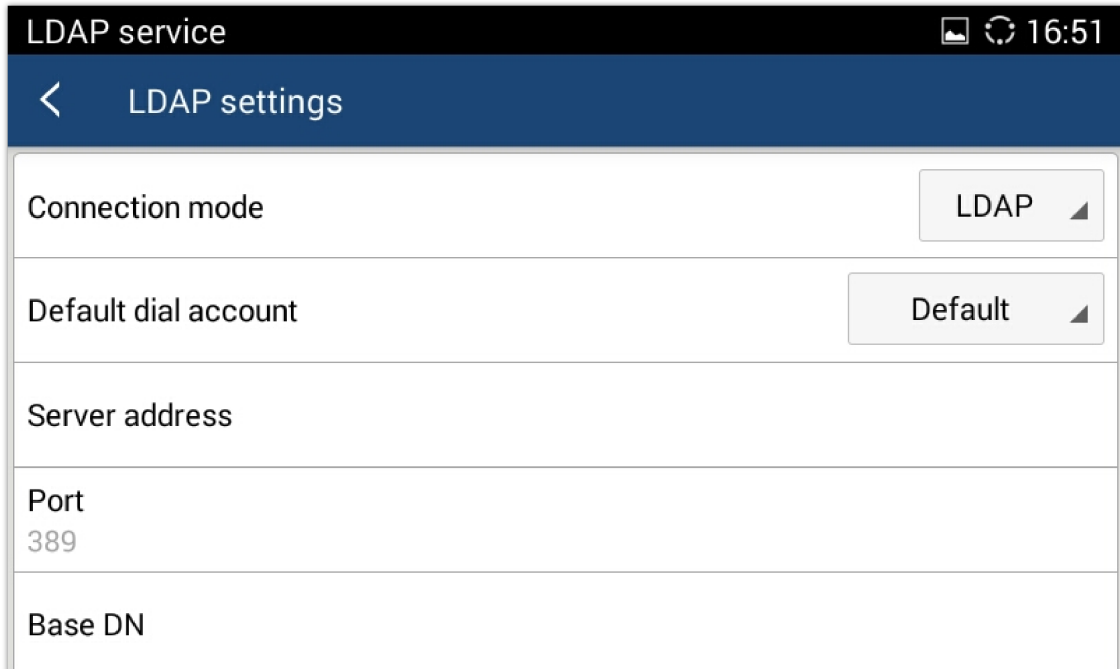 LDAP service 16:51
LDAP settings
Connection mode LDAP
Default dial account Default
Server address
Port
389
Base DN